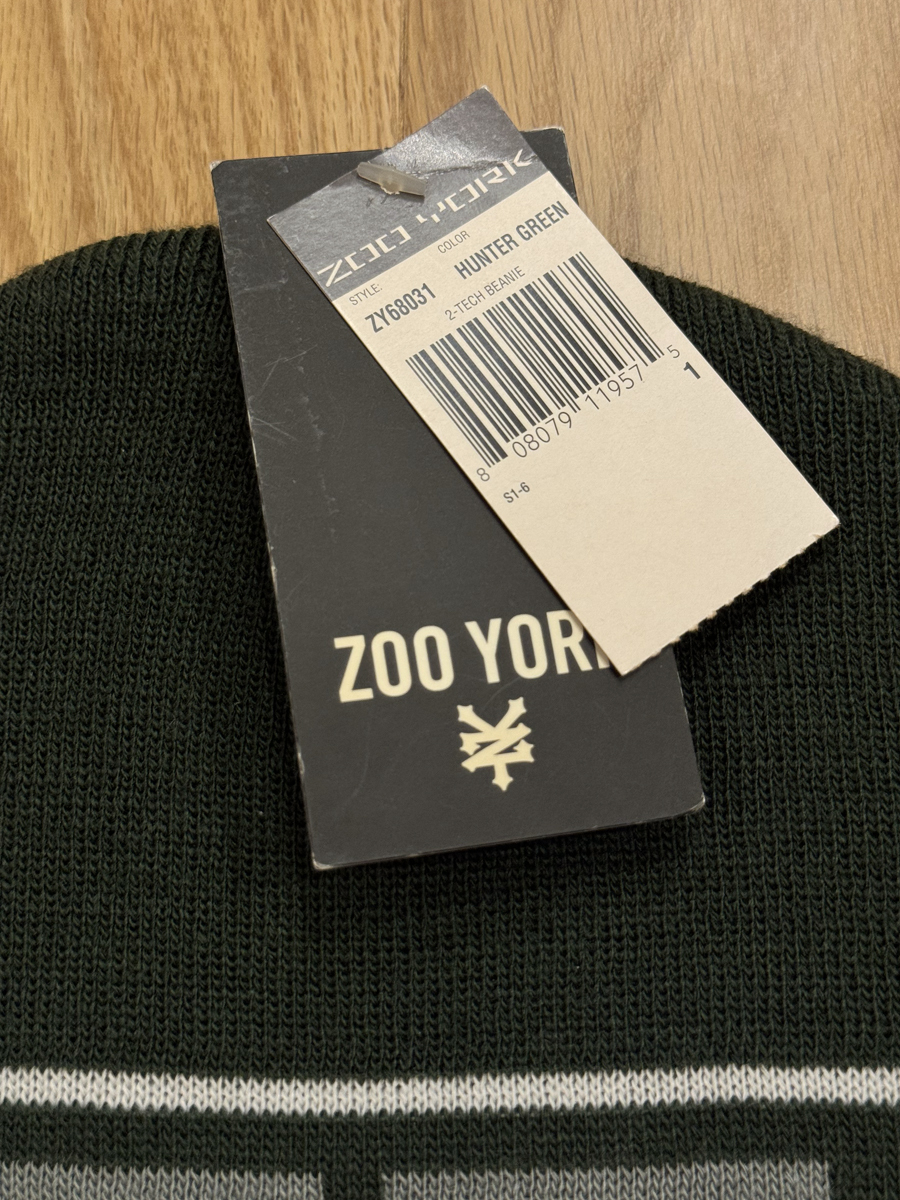 ZOO YORK
STYLE: COLOR
ZY68031 HUNTER GREEN
2-TECH BEANIE
8 08079 11957 5
1
S1-6
ZOO YORK